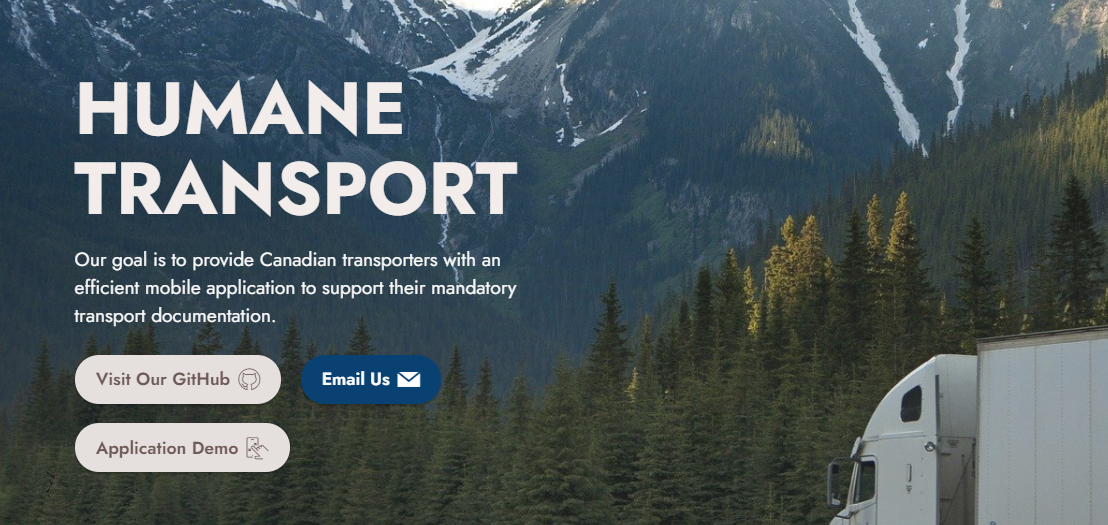 HUMANE
TRANSPORT
Our goal is to provide Canadian transporters with an
efficient mobile application to support their mandatory
transport documentation.
Visit Our GitHub
Email Us
Application Demo